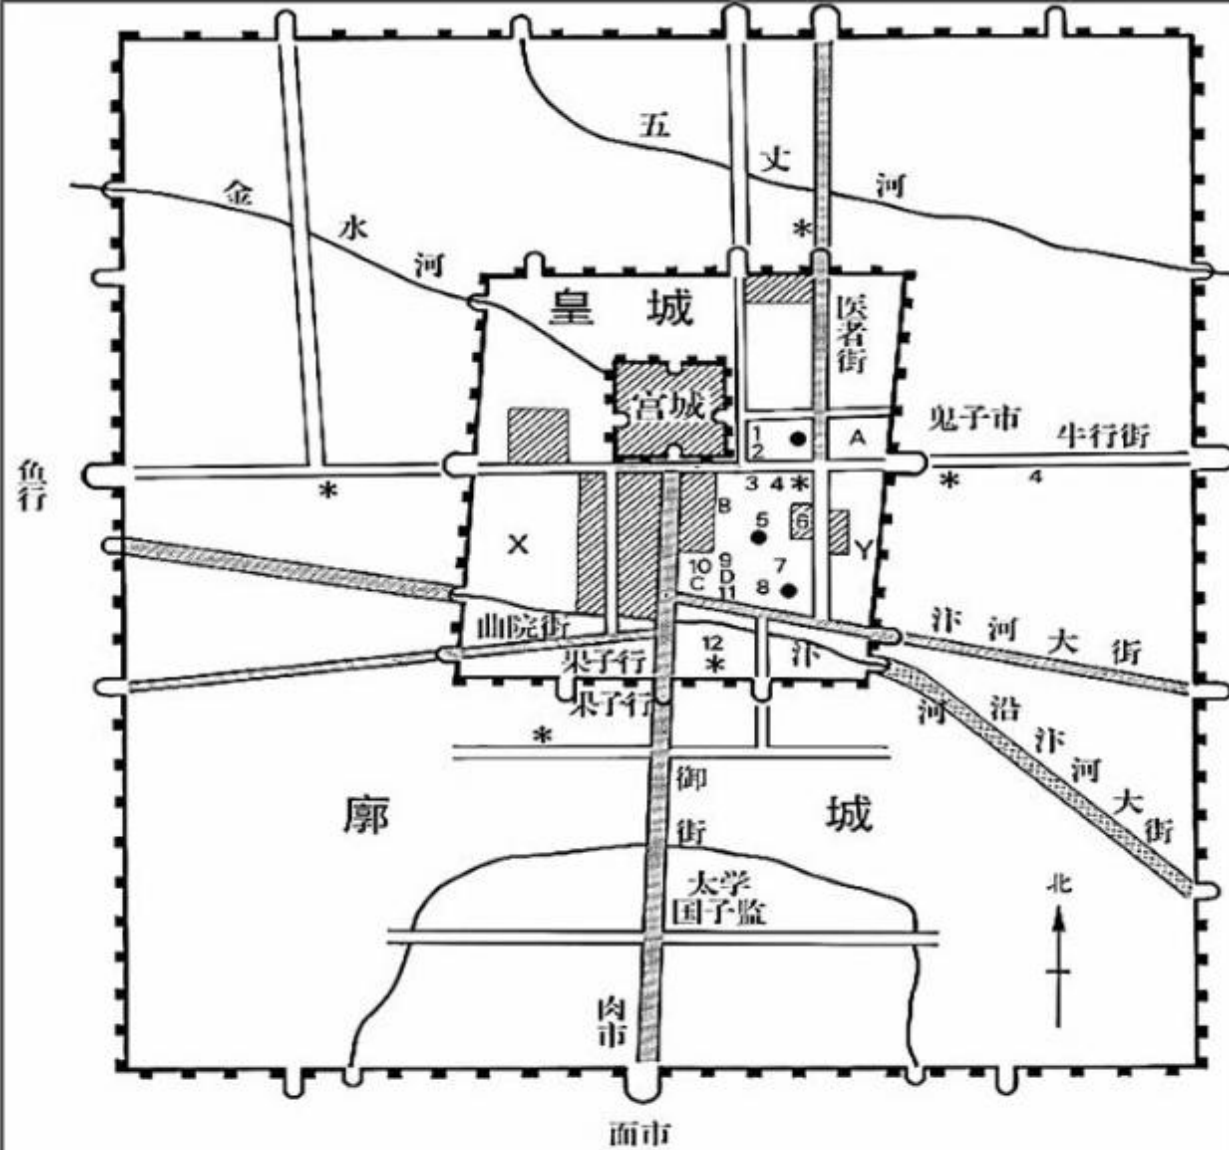 五丈河
金水河
皇城
医者街
宫城
鬼子市
牛行街
鱼行
1
2
A
3
4
*
*
*
*
4
B
5
6
X
Y
10
9
7
C
D
11
8
曲院街
果子行
12
*
汴河
汴河大街
果子行
*
沿汴河大街
御街
廓城
太学
国子监
北
肉市
面市